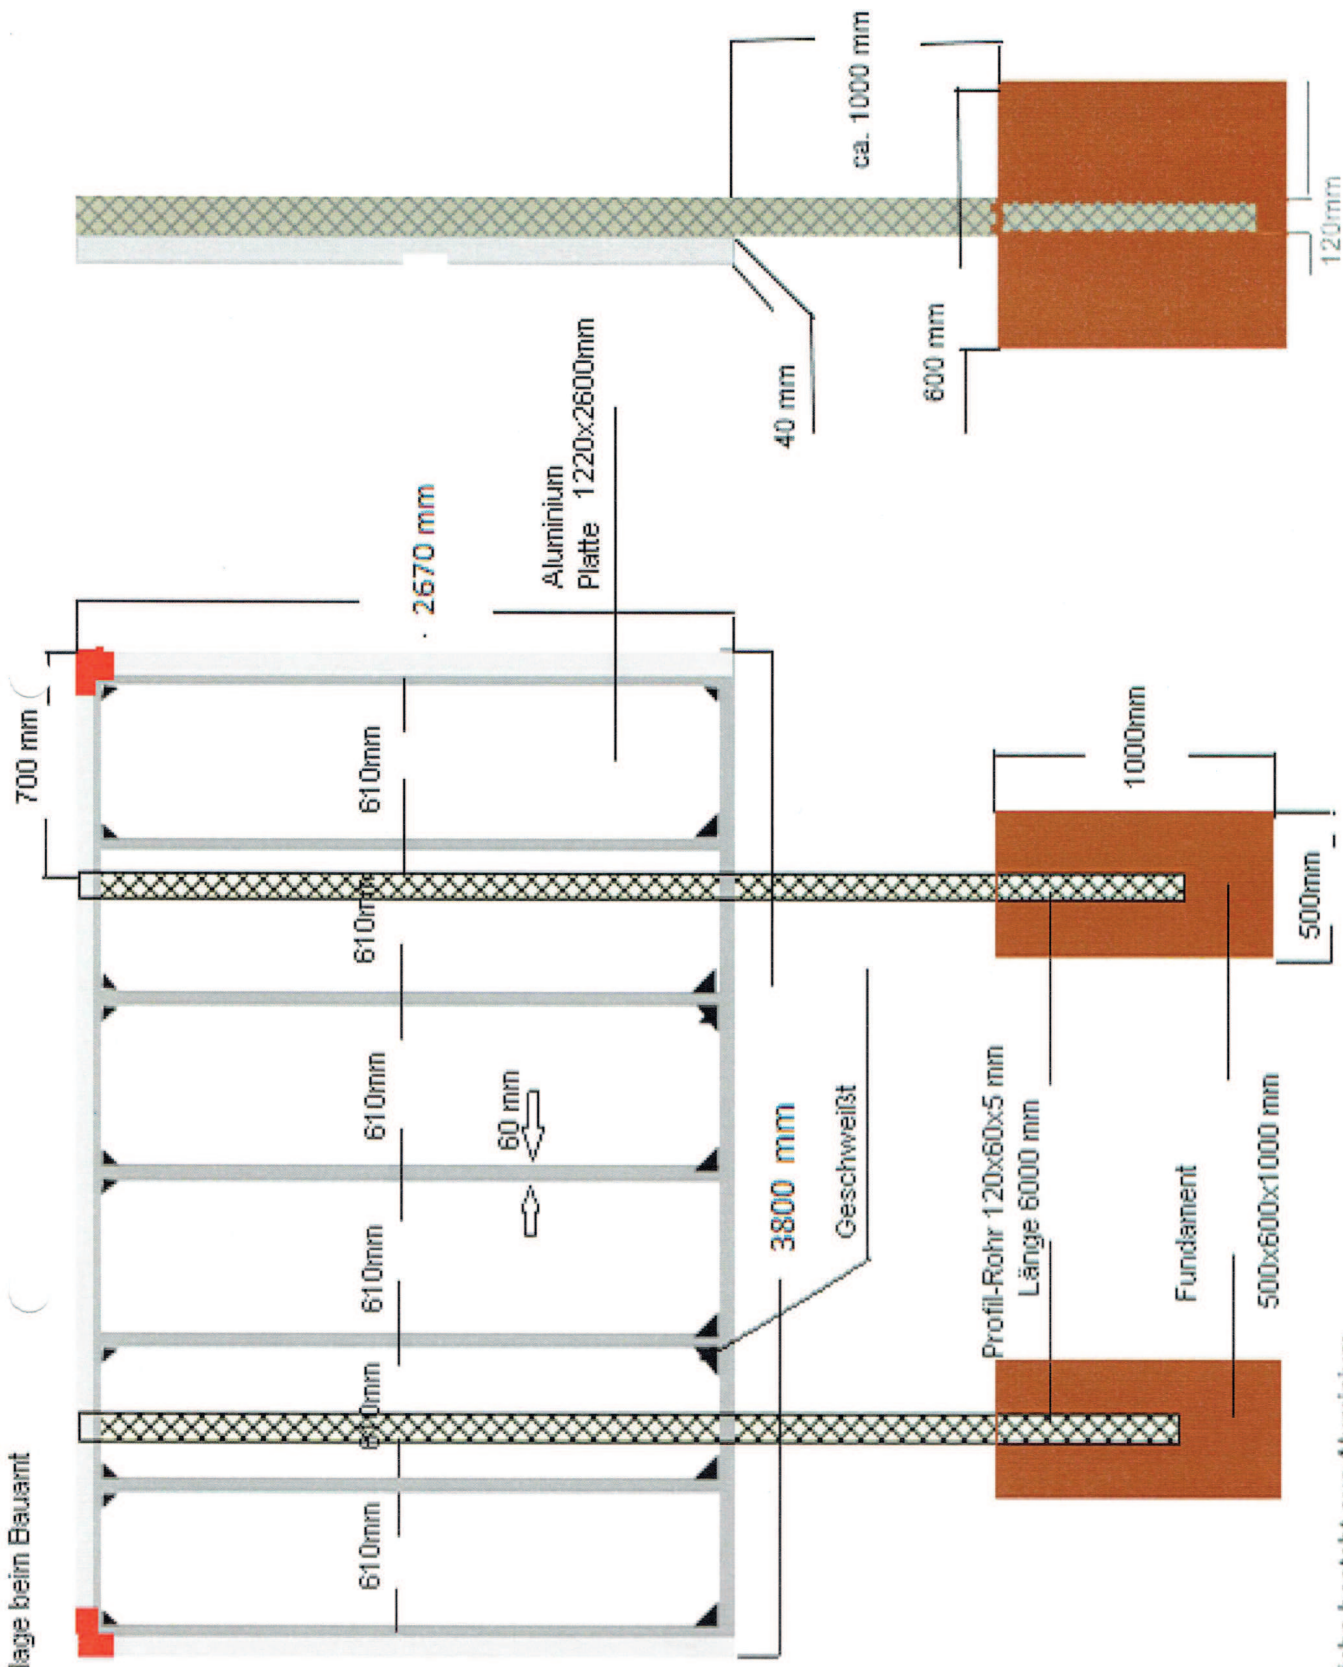 lage beim Bauamt
700 mm
2670 mm
610mm
610mm
610mm
610mm
610mm
610mm
60 mm
Aluminium
Platte 1220x2600mm
3800 mm
Geschweißt
40 mm
ca. 1000 mm
600 mm
120mm
1000mm
500mm
Profil-Rohr 120x60x5 mm
Länge 6000 mm
Fundament
500x600x1000 mm